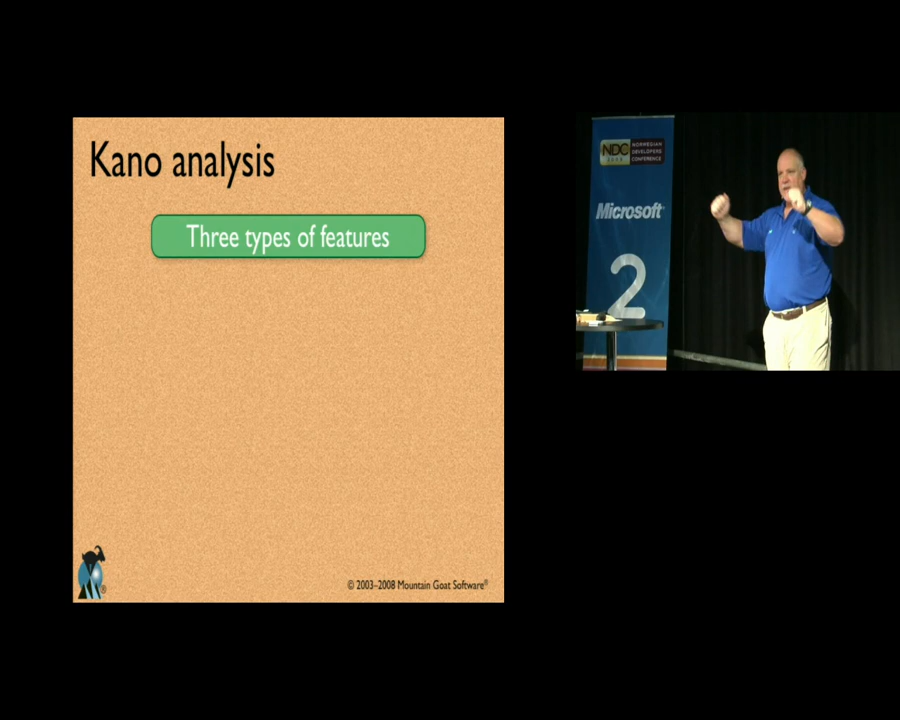 Kano analysis
Three types of features
© 2003–2008 Mountain Goat Software®
NDC
NORWEGIAN
DEVELOPERS
CONFERENCE
Microsoft
2